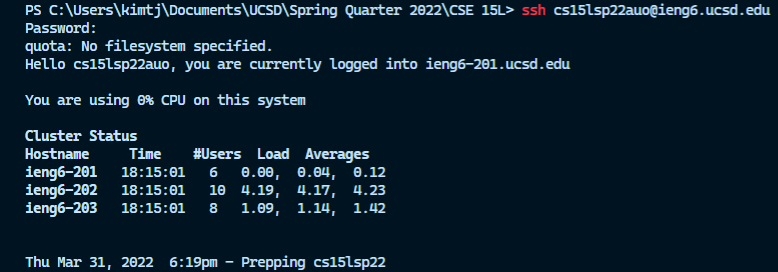 PS C:\Users\kimtj\Documents\UCSD\Spring Quarter 2022\CSE 15L> ssh cs15lsp22auo@ieng6.ucsd.edu
Password:
quota: No filesystem specified.
Hello cs15lsp22auo, you are currently logged into ieng6-201.ucsd.edu
You are using 0% CPU on this system
Cluster Status
Hostname     Time    #Users  Load  Averages
ieng6-201   18:15:01   6   0.00,  0.04,  0.12
ieng6-202   18:15:01   10  4.19,  4.17,  4.23
ieng6-203   18:15:01   8   1.09,  1.14,  1.42
Thu Mar 31, 2022  6:19pm - Prepping cs15lsp22